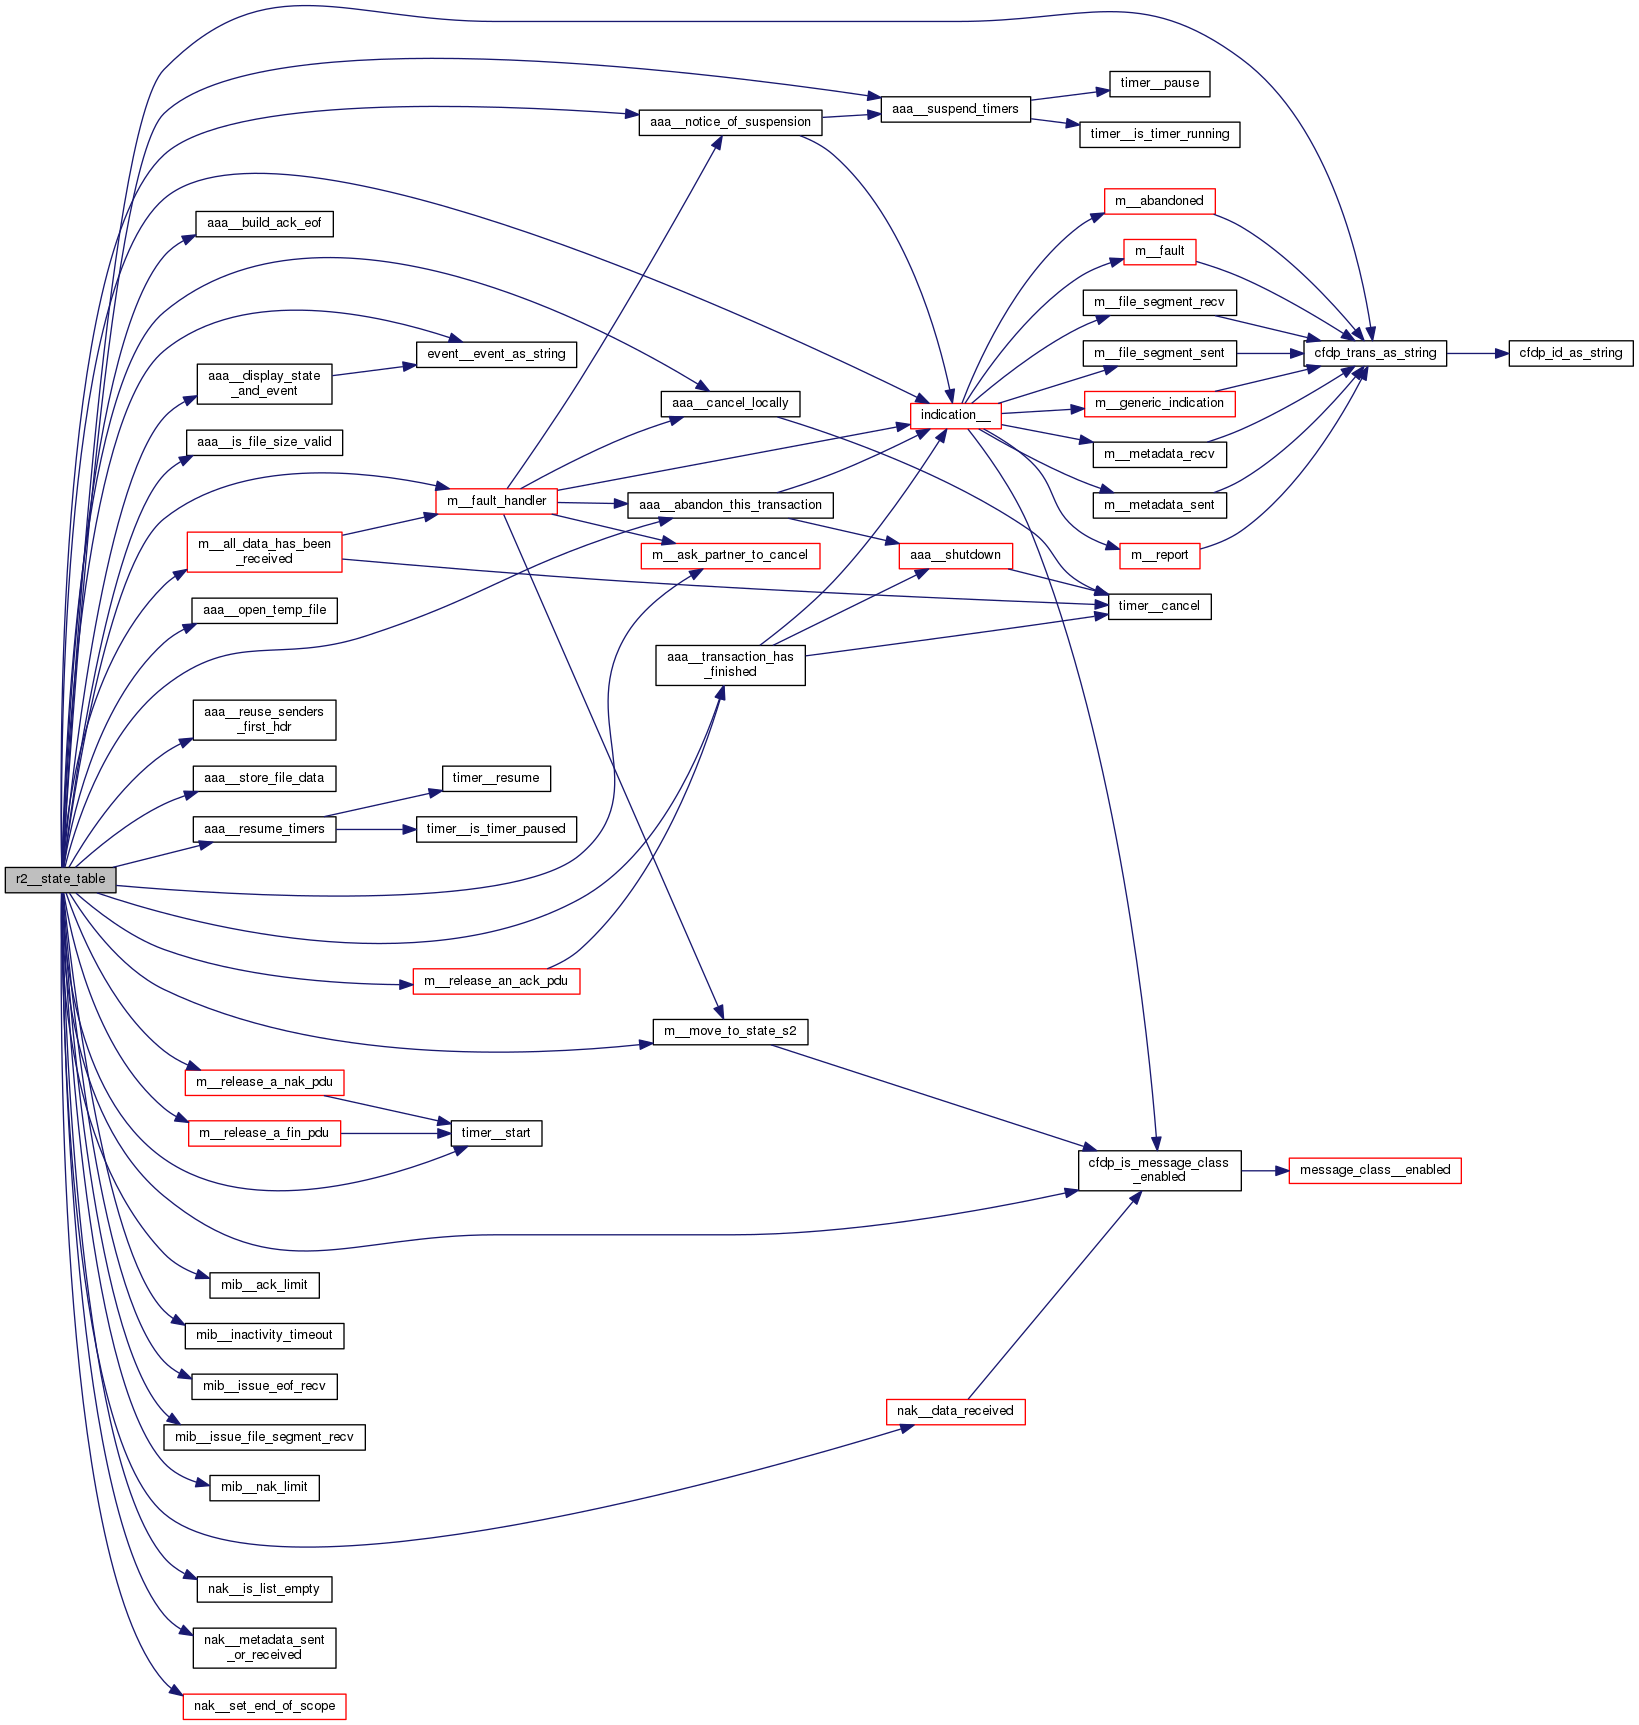 timer__pause
aaa__suspend_timers
aaa__notice_of_suspension
timer__is_timer_running
m__abandoned
aaa__build_ack_eof
m__fault
m__file_segment_recv
event__event_as_string
m__file_segment_sent
cfdp_trans_as_string
cfdp_id_as_string
aaa__display_state
_and_event
aaa__cancel_locally
m__generic_indication
indication__
aaa__is_file_size_valid
m__metadata_recv
m__fault_handler
aaa__abandon_this_transaction
m__metadata_sent
m__all_data_has_been
_received
m__ask_partner_to_cancel
aaa__shutdown
m__report
aaa__open_temp_file
timer__cancel
aaa__transaction_has
_finished
aaa__reuse_senders
_first_hdr
aaa__store_file_data
timer__resume
aaa__resume_timers
timer__is_timer_paused
r2__state_table
m__release_an_ack_pdu
m__move_to_state_s2
m__release_a_nak_pdu
m__release_a_fin_pdu
timer__start
cfdp_is_message_class
_enabled
message_class__enabled
mib__ack_limit
mib__inactivity_timeout
mib__issue_eof_recv
nak__data_received
mib__issue_file_segment_recv
mib__nak_limit
nak__is_list_empty
nak__metadata_sent
_or_received
nak__set_end_of_scope